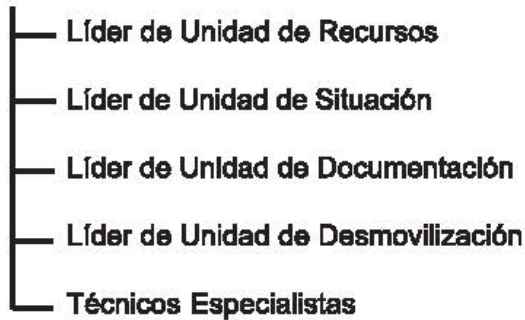 Líder de Unidad de Recursos
Líder de Unidad de Situación
Líder de Unidad de Documentación
Líder de Unidad de Desmovilización
Técnicos Especialistas